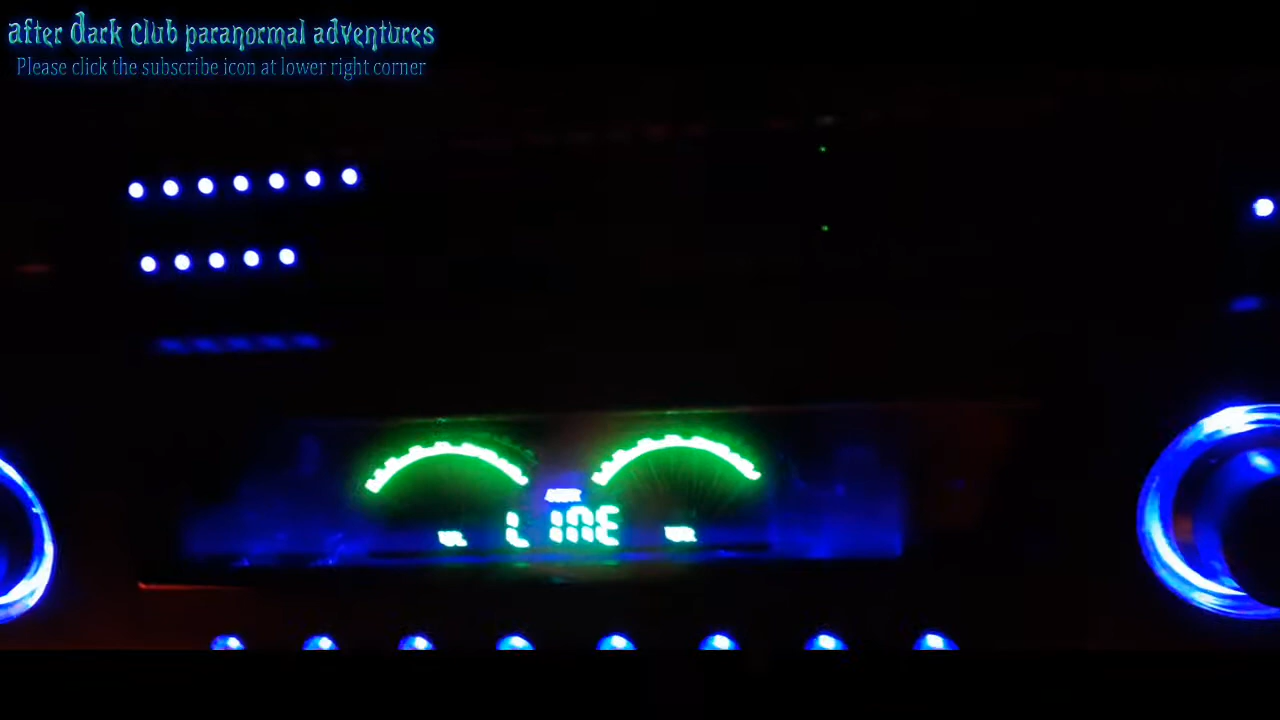 after dark club paranormal adventures
Please click the subscribe icon at lower right corner
LINE